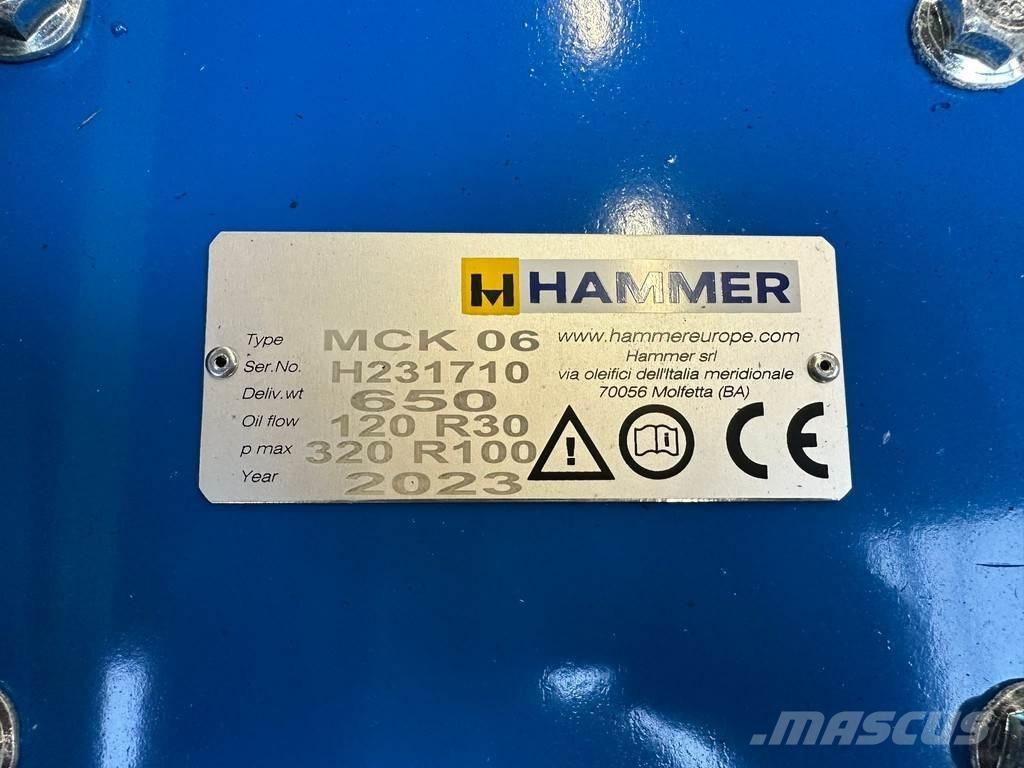 H HAMMER
Type MCK 06
Ser.No. H231710
Deliv.wt 650
Oil flow 120 R30
p max 320 R100
Year 2023
www.hammereurope.com
Hammer srl
via oleifici dell'Italia meridionale
70056 Molfetta (BA)
i
CE
MASCUS